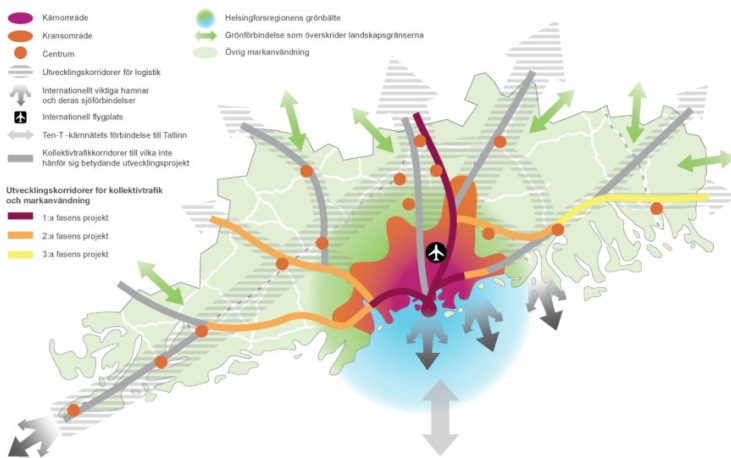 Kärnområde
Kransområde
Centrum
Utvecklingskorridorer för logistik
Internationellt viktiga hamnar
och deras sjöförbindelser
Internationell flygplats
Ten-T -kärnnätets förbindelse till Tallinn
Kollektivtrafikkorridorer till vilka inte
hänför sig betydande utvecklingsprojekt
Utvecklingskorridorer för kollektivtrafik
och markanvändning
1:a fasens projekt
2:a fasens projekt
3:a fasens projekt
Helsingforsregionens grönbälte
Grönförbindelse som överskrider landskapsgränserna
Övrig markanvändning